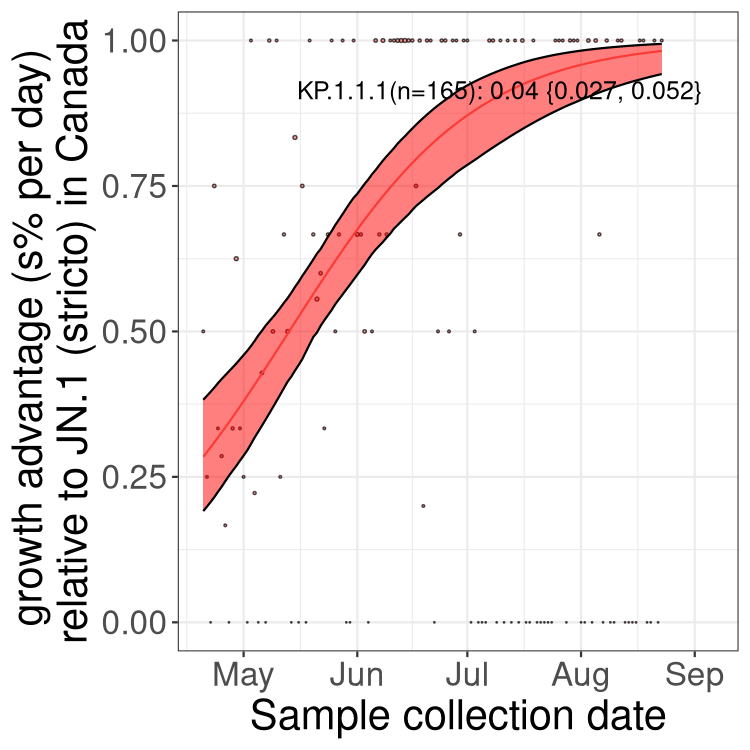 growth advantage (s% per day)
relative to JN.1 (stricto) in Canada
1.00
0.75
0.50
0.25
0.00
KP.1.1.1(n=165): 0.04 {0.027, 0.052}
May Jun Jul Aug Sep
Sample collection date